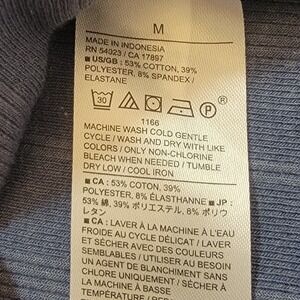 M
MADE IN INDONESIA
RN 54023 / CA 17897
■ US/GB : 53% COTTON, 39%
POLYESTER, 8% SPANDEX /
ELASTANE
30 P
1166
MACHINE WASH COLD GENTLE
CYCLE / WASH AND DRY WITH LIKE
COLORS / ONLY NON-CHLORINE
BLEACH WHEN NEEDED / TUMBLE
DRY LOW / COOL IRON
■ CA : 53% COTON, 39%
POLYESTER, 8% ÉLASTHANNE ■ JP :
53% 綿, 39% ポリエステル, 8% ポリウ
レタン
■ CA : LAVER À LA MACHINE À L'EAU
FROIDE AU CYCLE DÉLICAT / LAVER
ET SÉCHER AVEC DES COULEURS
SEMBLABLES / UTILISER AU BESOIN
UN AGENT DE BLANCHIMENT SANS
CHLORE UNIQUEMENT / SÉCHER
À LA MACHINE À BASSE
TEMPÉRATURE /